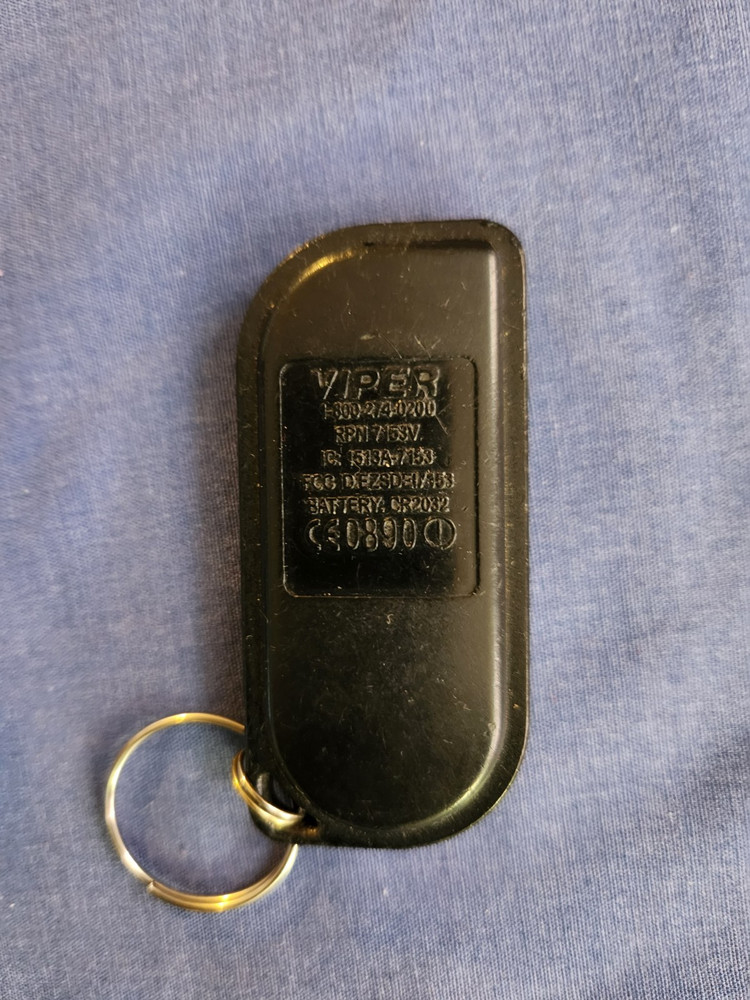 VIPER
1-800-274-0200
RPN 7153V
IC: 1513A-7153
FCC ID:EZSDEI7153
BATTERY: CR2032
CE0890